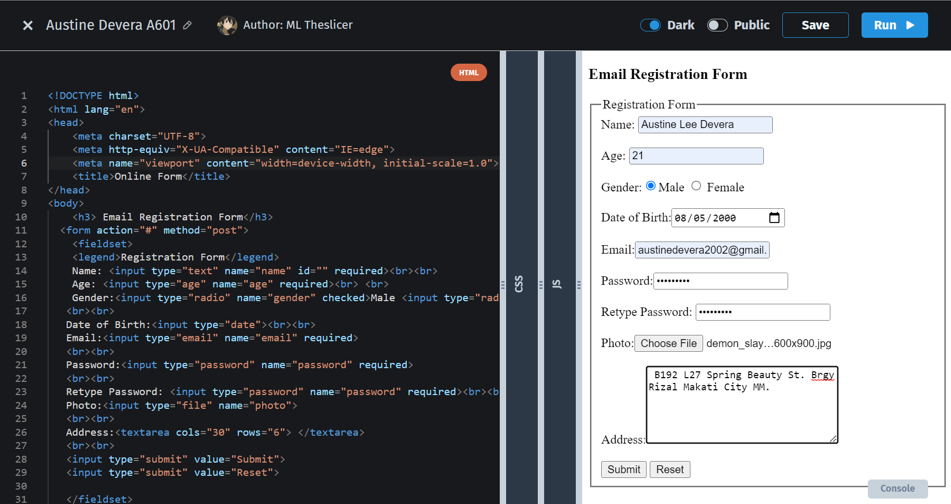 Austine Devera A601
Author: ML Theslicer
Dark
Public
Save
Run
HTML
1 <!DOCTYPE html>
2 <html lang="en">
3 <head>
4 <meta charset="UTF-8">
5 <meta http-equiv="X-UA-Compatible" content="IE=edge">
6 <meta name="viewport" content="width=device-width, initial-scale=1.0">
7 <title>Online Form</title>
8 </head>
9 <body>
10 <h3> Email Registration Form</h3>
11 <form action="#" method="post">
12 <fieldset>
13 <legend>Registration Form</legend>
14 Name: <input type="text" name="name" id="" required><br><br>
15 Age: <input type="age" name="age" required><br> <br>
16 Gender:<input type="radio" name="gender" checked>Male <input type="rad
17 <br><br>
18 Date of Birth:<input type="date"><br><br>
19 Email:<input type="email" name="email" required>
20 <br><br>
21 Password:<input type="password" name="password" required>
22 <br><br>
23 Retype Password: <input type="password" name="password" required><br><b
24 Photo:<input type="file" name="photo">
25 <br><br>
26 Address:<textarea cols="30" rows="6"> </textarea>
27 <br><br>
28 <input type="submit" value="Submit">
29 <input type="submit" value="Reset">
30
31 </fieldset>
CSS
JS
Email Registration Form
Registration Form
Name: Austine Lee Devera
Age: 21
Gender: Male Female
Date of Birth: 08/05/2000
Email: austinedevera2002@gmail.
Password: •••••••••
Retype Password: •••••••••
Photo: Choose File demon_slay…600x900.jpg
B192 L27 Spring Beauty St. Brgy
Rizal Makati City MM.
Address:
Submit Reset
Console